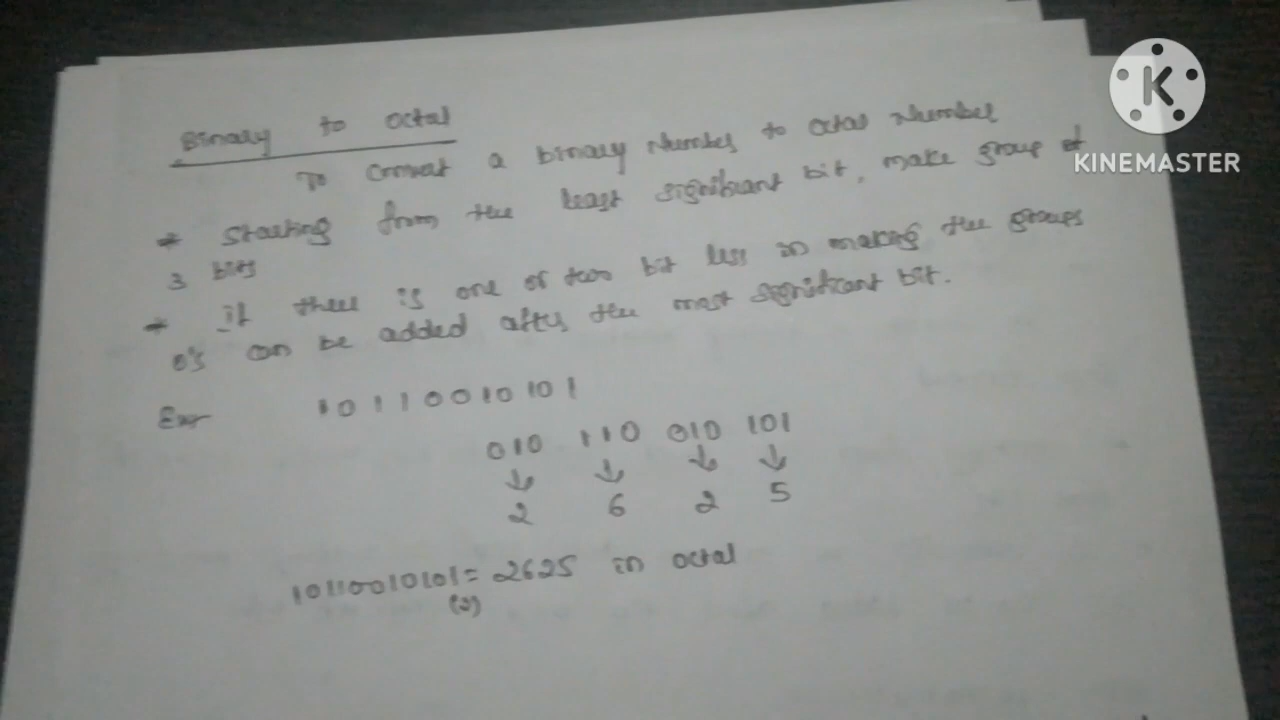 Binary to octal
To convert a binary Number to octal Number
* Starting from the least significant bit, make group of
3 bits
* if there is one or two bit less in making the groups
0's can be added after the most significant bit.
Ex:- 10110010101
010 110 010 101
↓ ↓ ↓ ↓
2 6 2 5
10110010101 = 2625 in octal
(2)
K
KINEMASTER